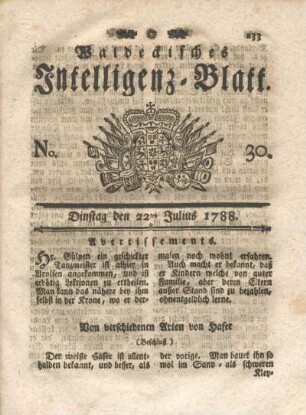 233
Waldeckisches
Intelligenz-Blatt.
No. 30.
Dinstag den 22ten Julius 1788.
Avertissements.
Hr. Gülpen ein geschickter
Tanzmeister ist allhier in
Arolsen angekommen, und ist
erbötig Lektionen zu ertheilen.
Man kann das nähere bey ihm
selbst in der Krone, wo er der-
malen noch wohnt erfahren.
Auch macht er bekannt, daß
er Kindern welche von guter
Familie, aber deren Eltern
ausser Stand sind zu bezahlen,
ohnentgeldlich lerne.
Von verschiedenen Arten von Hafer
(Beschluß)
Der weisse Hafer ist allent-
halben bekannt, und besser, als
der vorige. Man bauet ihn so
wol im Sand- als schweren
Kley-